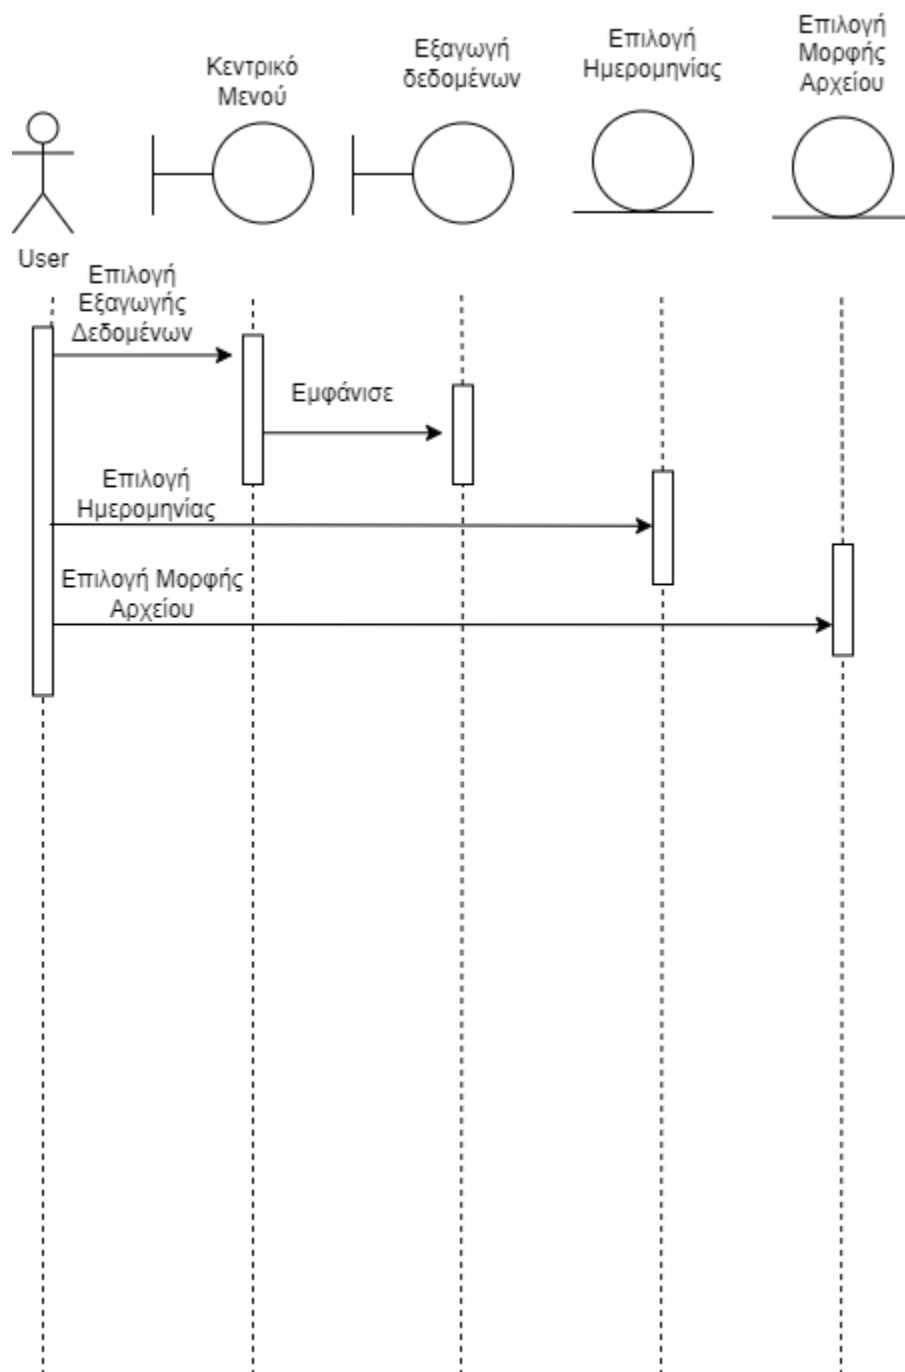 Κεντρικό
Μενού
Εξαγωγή
δεδομένων
Επιλογή
Ημερομηνίας
Επιλογή
Μορφής
Αρχείου
User
Επιλογή
Εξαγωγής
Δεδομένων
Εμφάνισε
Επιλογή
Ημερομηνίας
Επιλογή Μορφής
Αρχείου